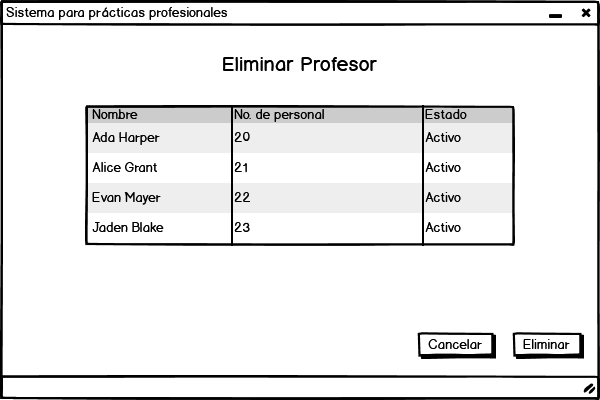 Sistema para prácticas profesionales
Eliminar Profesor
Nombre No. de personal Estado
Ada Harper 20 Activo
Alice Grant 21 Activo
Evan Mayer 22 Activo
Jaden Blake 23 Activo
Cancelar Eliminar